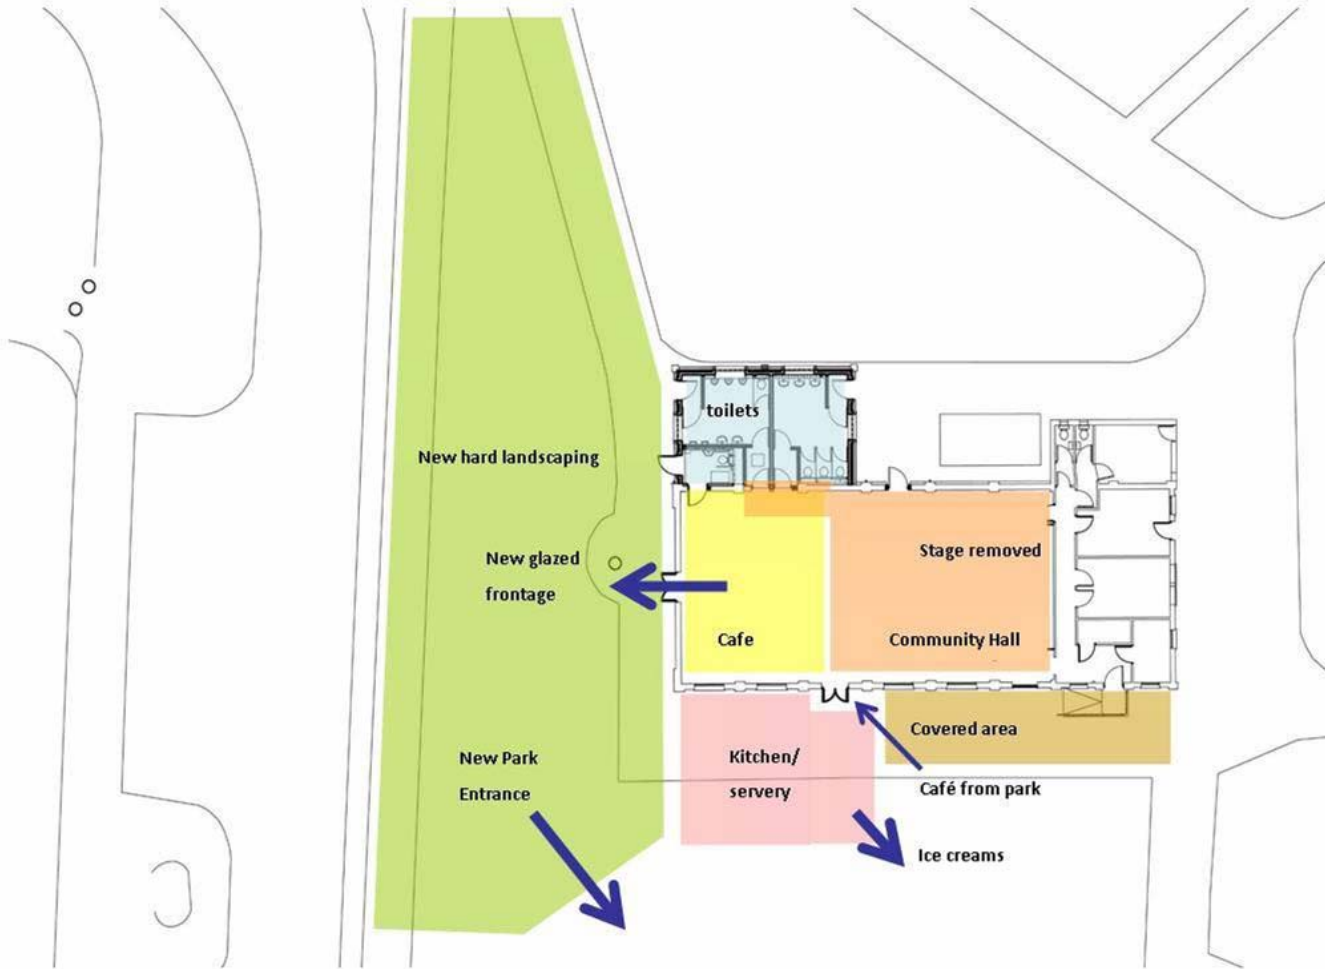 toilets
New hard landscaping
New glazed
frontage
Stage removed
Cafe
Community Hall
Covered area
New Park
Entrance
Kitchen/
servery
Café from park
Ice creams